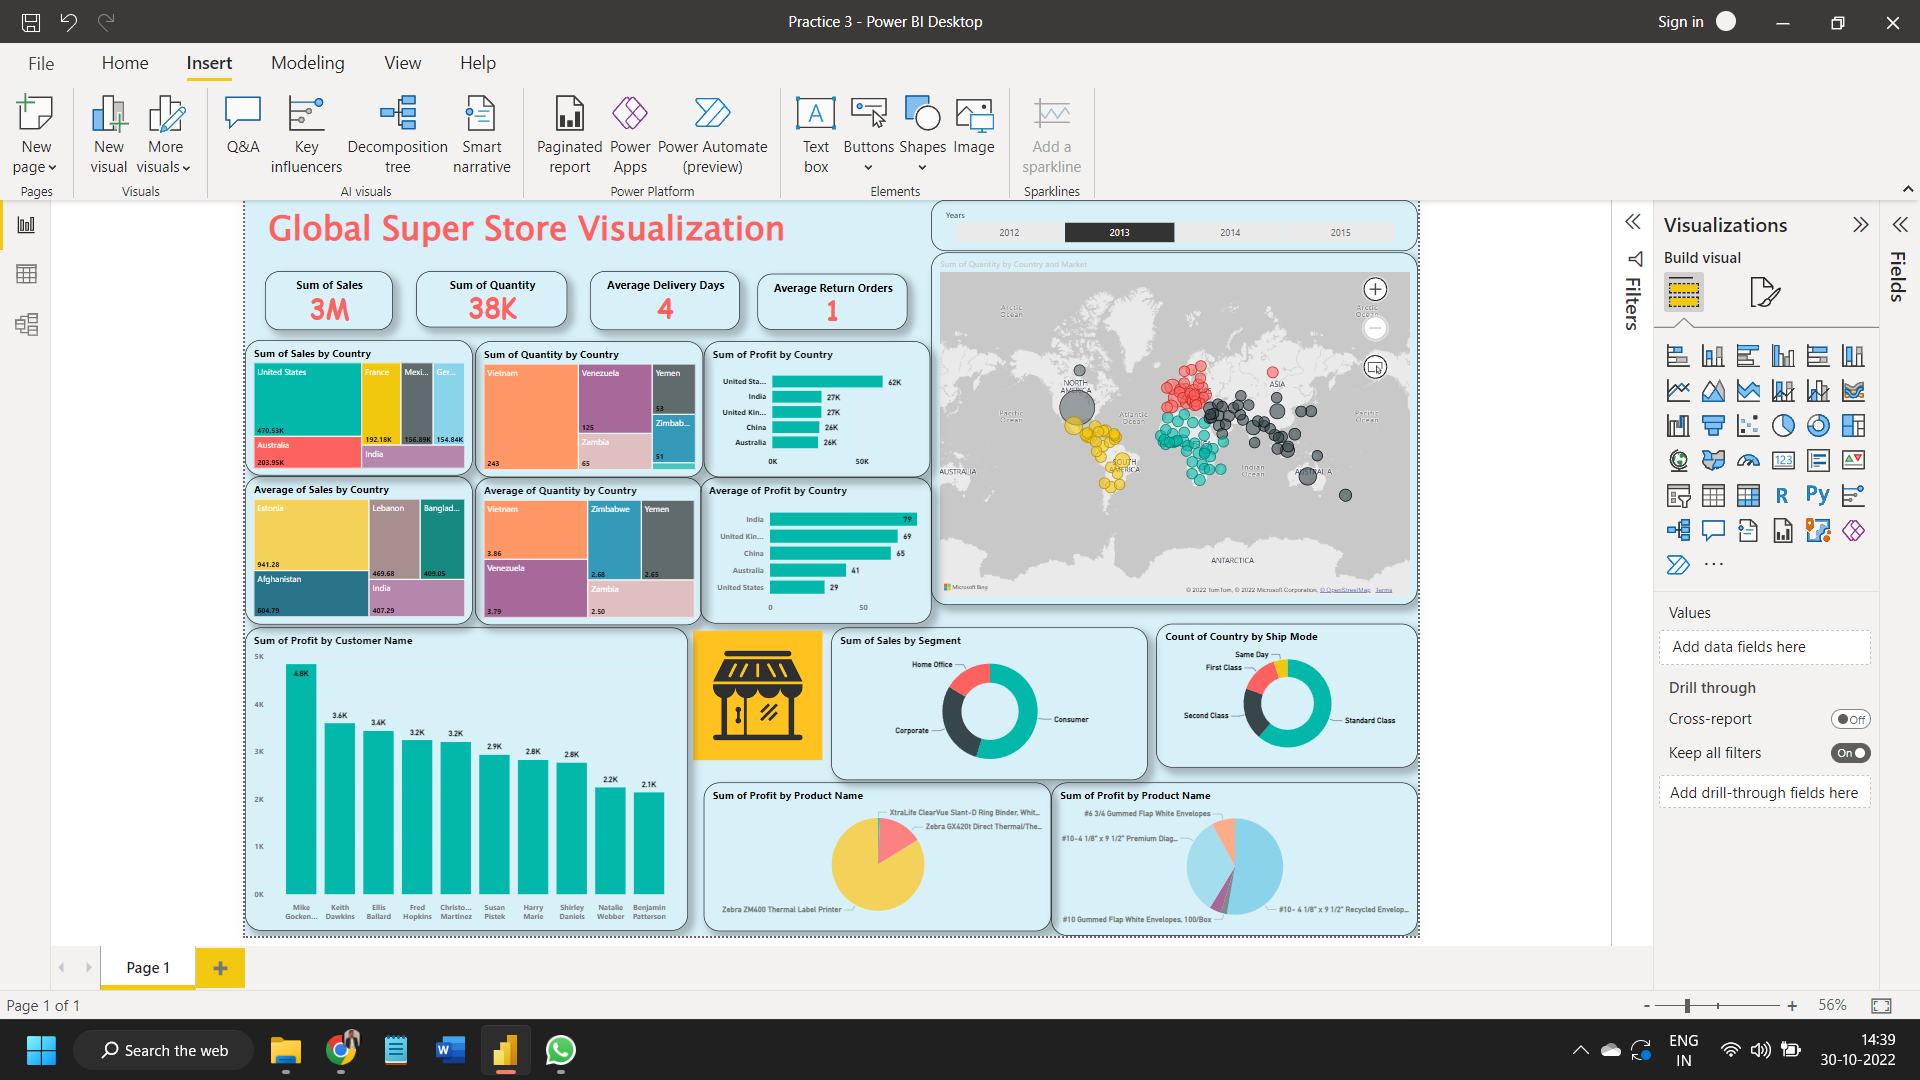 Practice 3 - Power BI Desktop
Sign in
File
Home
Insert
Modeling
View
Help
New page
New visual
More visuals
Q&A
Key influencers
Decomposition tree
Smart narrative
Paginated report
Power Apps
Power Automate (preview)
Text box
Buttons
Shapes
Image
Add a sparkline
Pages
Visuals
AI visuals
Power Platform
Elements
Sparklines
Global Super Store Visualization
Years
2012
2013
2014
2015
Sum of Sales
3M
Sum of Quantity
38K
Average Delivery Days
4
Average Return Orders
1
Sum of Sales by Country
United States
470.53K
Australia
203.95K
France
192.18K
Mexi...
156.89K
Ger...
154.84K
India
Sum of Quantity by Country
Vietnam
243
Venezuela
125
Zambia
65
Yemen
53
Zimbab...
51
Sum of Profit by Country
United Sta...
62K
India
27K
United Kin...
27K
China
26K
Australia
26K
0K
50K
Average of Sales by Country
Estonia
941.28
Afghanistan
604.79
Lebanon
469.68
Banglad...
409.05
India
407.29
Average of Quantity by Country
Vietnam
3.86
Venezuela
3.79
Zimbabwe
2.68
Yemen
2.65
Zambia
2.50
Average of Profit by Country
India
79
United Kin...
69
China
65
Australia
41
United States
29
0
50
Sum of Quantity by Country and Market
Arctic Ocean
Arctic Ocean
NORTH AMERICA
ASIA
Pacific Ocean
Atlantic Ocean
Pacific Ocean
SOUTH AMERICA
Indian Ocean
AUSTRALIA
AUSTRALIA
ANTARCTICA
Microsoft Bing
© 2022 TomTom, © 2022 Microsoft Corporation, © OpenStreetMap Terms
Sum of Profit by Customer Name
5K
4K
3K
2K
1K
0K
4.8K
3.6K
3.4K
3.2K
3.2K
2.9K
2.8K
2.8K
2.2K
2.1K
Mike Gocken...
Keith Dawkins
Ellis Ballard
Fred Hopkins
Christo... Martinez
Susan Pistek
Harry Marie
Shirley Daniels
Natalie Webber
Benjamin Patterson
Sum of Sales by Segment
Home Office
Corporate
Consumer
Count of Country by Ship Mode
Same Day
First Class
Second Class
Standard Class
Sum of Profit by Product Name
XtraLife ClearVue Slant-D Ring Binder, Whit...
Zebra GX420t Direct Thermal/The...
Zebra ZM400 Thermal Label Printer
Sum of Profit by Product Name
#6 3/4 Gummed Flap White Envelopes
#10-4 1/8" x 9 1/2" Premium Diag...
#10 Gummed Flap White Envelopes, 100/Box
#10- 4 1/8" x 9 1/2" Recycled Envelop...
Filters
Visualizations
Build visual
123
R
Py
...
Values
Add data fields here
Drill through
Cross-report
Off
Keep all filters
On
Add drill-through fields here
Fields
Page 1
Page 1 of 1
- + 56%
Search the web
ENG
IN
14:39
30-10-2022